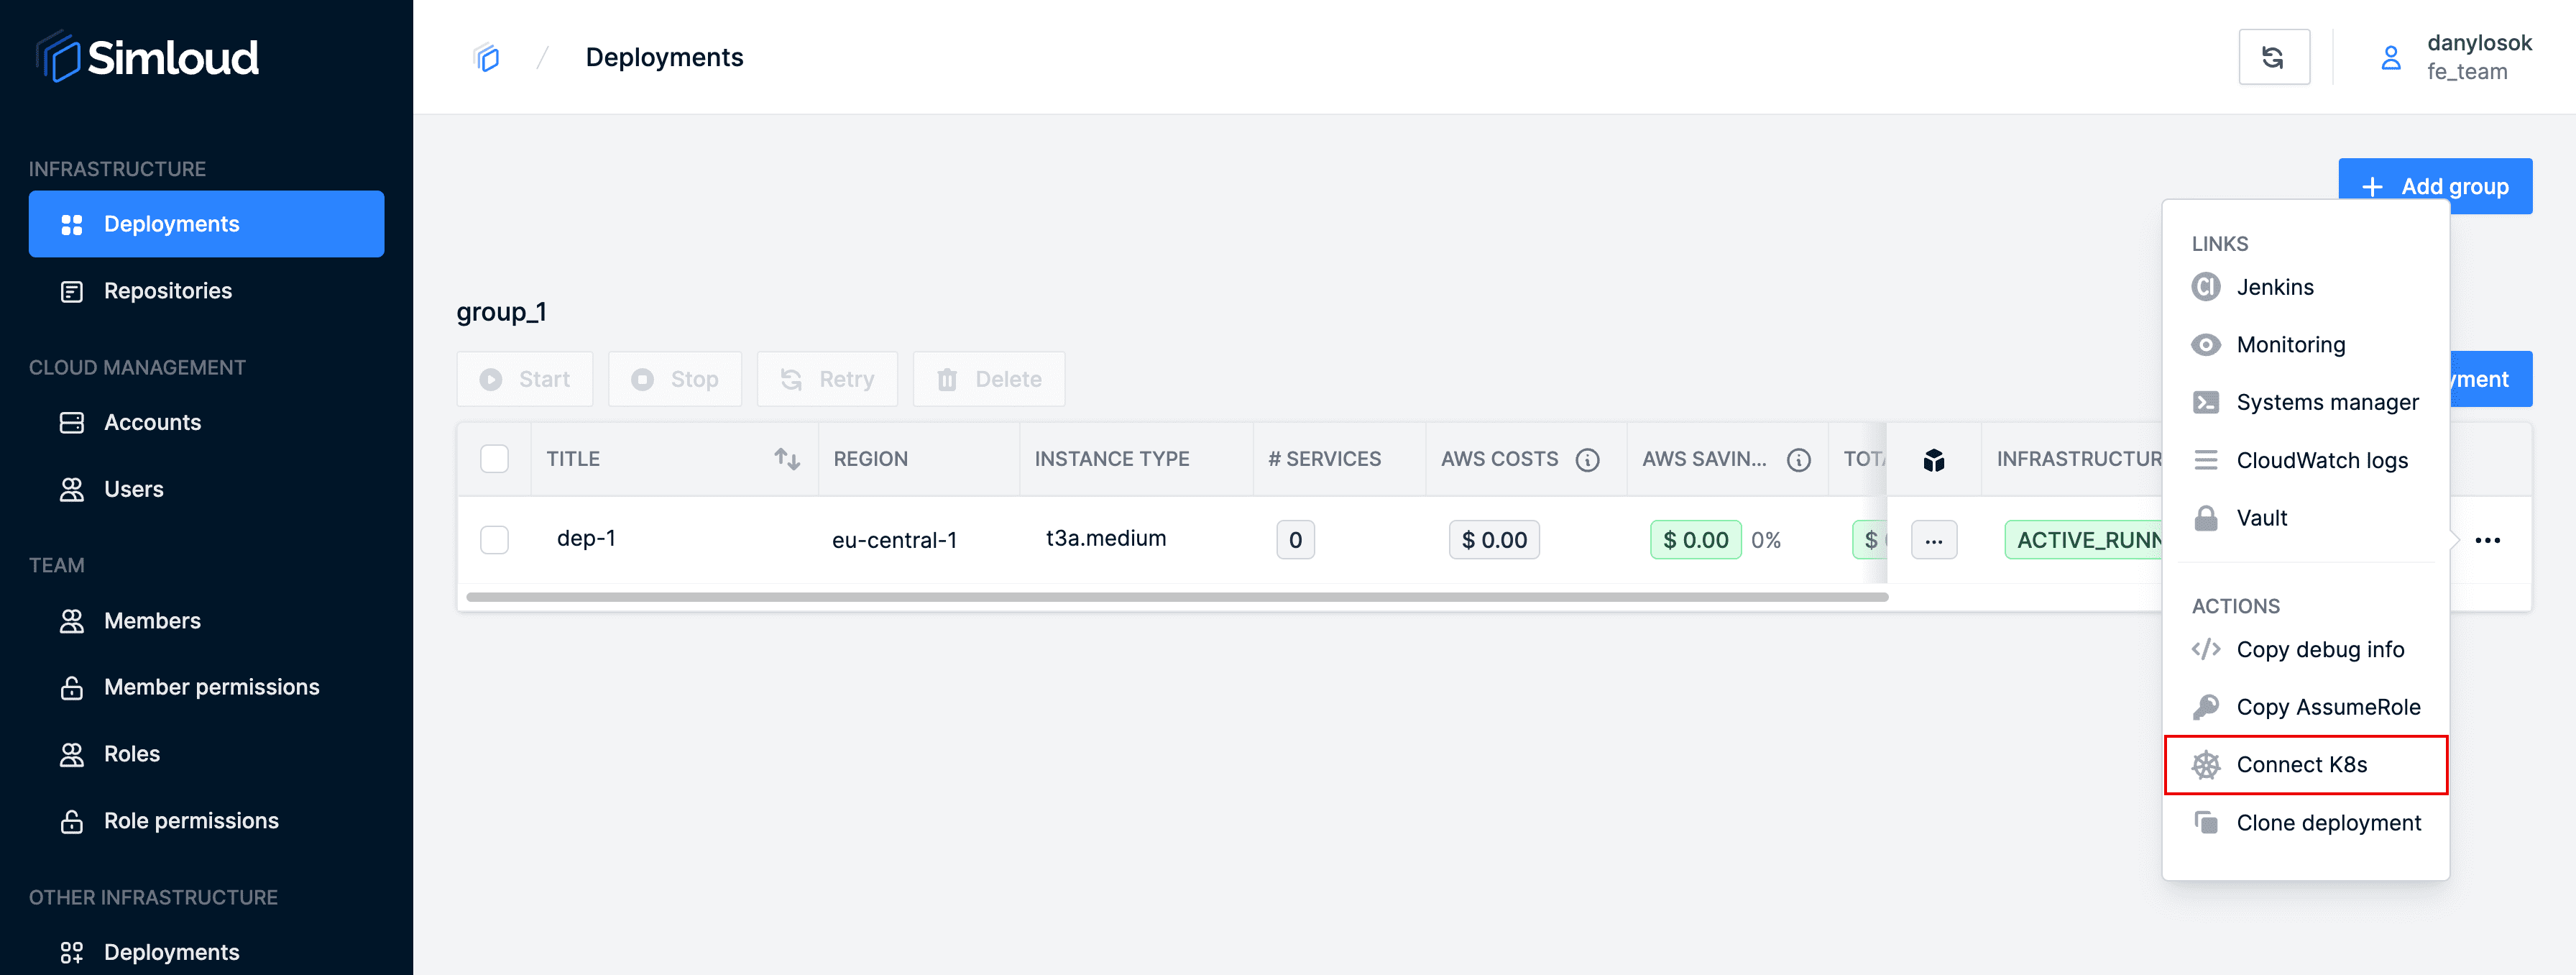 Simloud
INFRASTRUCTURE
Deployments
Repositories
CLOUD MANAGEMENT
Accounts
Users
TEAM
Members
Member permissions
Roles
Role permissions
OTHER INFRASTRUCTURE
Deployments
/ Deployments
danylosok
fe_team
+ Add group
group_1
Start Stop Retry Delete
yment
TITLE REGION INSTANCE TYPE # SERVICES AWS COSTS AWS SAVIN... TOTA INFRASTRUCTUR
dep-1 eu-central-1 t3a.medium 0 $ 0.00 $ 0.00 0% $ ... ACTIVE_RUNN ...
LINKS
CI Jenkins
Monitoring
Systems manager
CloudWatch logs
Vault
ACTIONS
Copy debug info
Copy AssumeRole
Connect K8s
Clone deployment